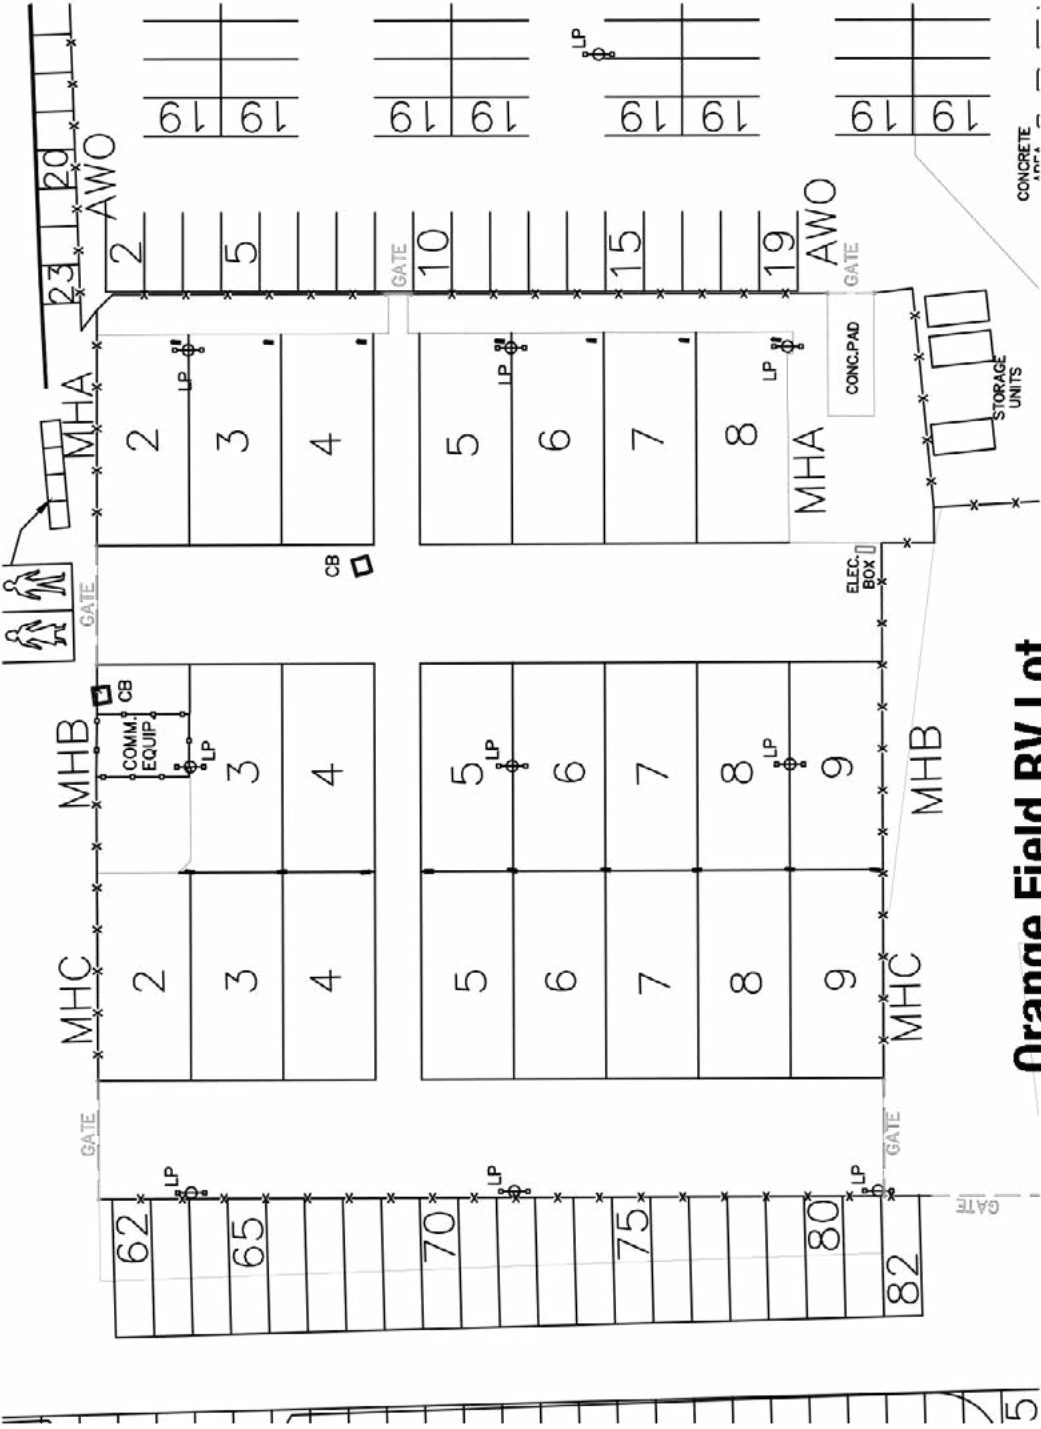 LP
19 19 19 19 19 19 19 19
CONCRETE
AREA
20
23
AWO
2 5 10 15 19
AWO
GATE
GATE
MHA
2 3 4 5 6 7 8
LP
LP
LP
CONC.PAD
STORAGE
UNITS
MHA
CB
ELEC.
BOX
GATE
MHB
CB
COMM.
EQUIP.
LP
3 4 5 6 7 8 9
LP
LP
MHB
MHC
2 3 4 5 6 7 8 9
MHC
Orange Field RV Lot
GATE
GATE
LP
LP
LP
62 65 70 75 80 82
GATE
5